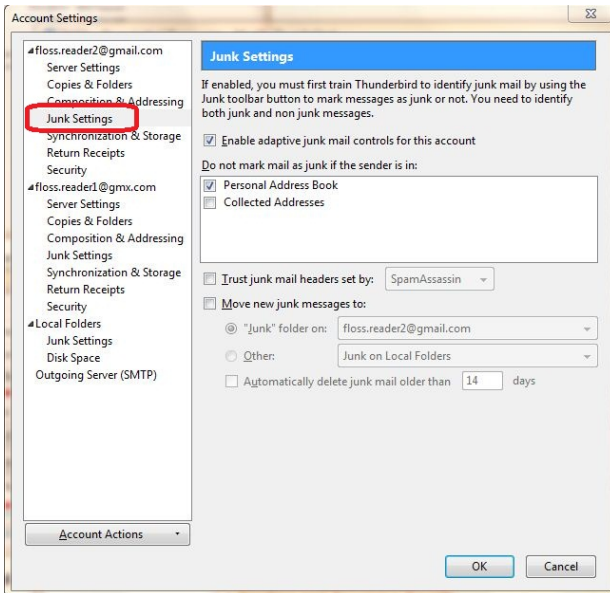 Account Settings
floss.reader2@gmail.com
Server Settings
Copies & Folders
Composition & Addressing
Junk Settings
Synchronization & Storage
Return Receipts
Security
floss.reader1@gmx.com
Server Settings
Copies & Folders
Composition & Addressing
Junk Settings
Synchronization & Storage
Return Receipts
Security
Local Folders
Junk Settings
Disk Space
Outgoing Server (SMTP)
Account Actions
Junk Settings
If enabled, you must first train Thunderbird to identify junk mail by using the
Junk toolbar button to mark messages as junk or not. You need to identify
both junk and non junk messages.
Enable adaptive junk mail controls for this account
Do not mark mail as junk if the sender is in:
Personal Address Book
Collected Addresses
Trust junk mail headers set by: SpamAssassin
Move new junk messages to:
"Junk" folder on: floss.reader2@gmail.com
Other: Junk on Local Folders
Automatically delete junk mail older than 14 days
OK Cancel